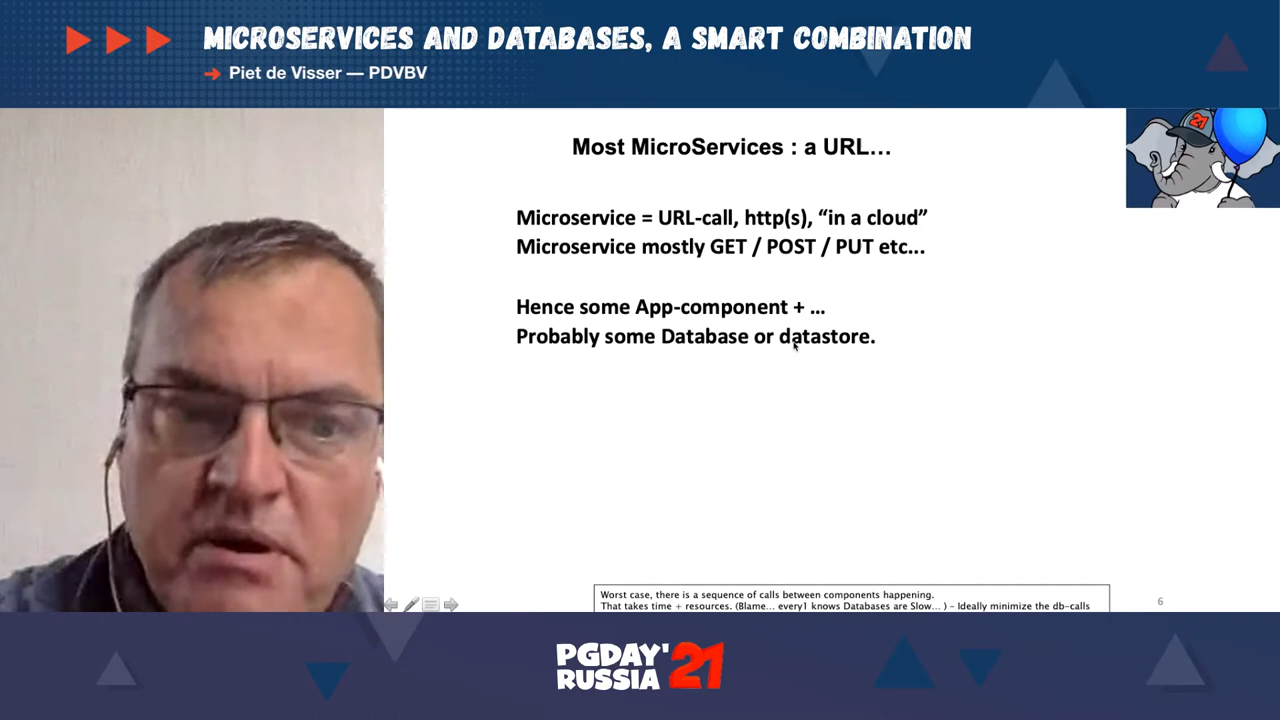 MICROSERVICES AND DATABASES, A SMART COMBINATION
Piet de Visser — PDVBV
21
Most MicroServices : a URL…
Microservice = URL-call, http(s), “in a cloud”
Microservice mostly GET / POST / PUT etc...
Hence some App-component + …
Probably some Database or datastore.
Worst case, there is a sequence of calls between components happening.
That takes time + resources. (Blame... every1 knows Databases are Slow... ) – Ideally minimize the db-calls
6
PGDAY'21
RUSSIA